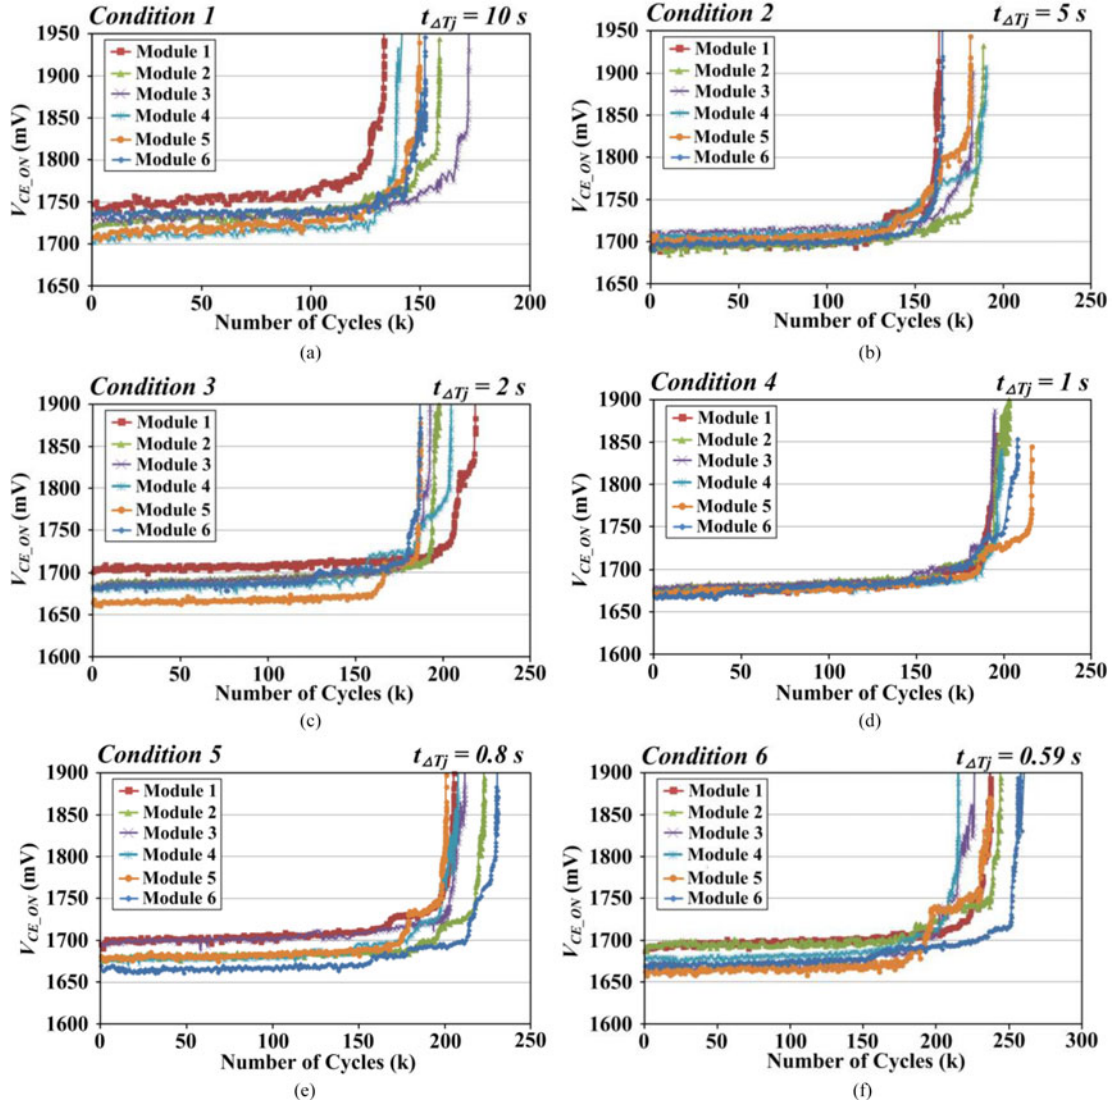 Condition 1
t_ΔTj = 10 s
1950
1900
1850
1800
1750
1700
1650
V_CE_ON (mV)
Module 1
Module 2
Module 3
Module 4
Module 5
Module 6
0 50 100 150 200
Number of Cycles (k)
(a)
Condition 2
t_ΔTj = 5 s
1950
1900
1850
1800
1750
1700
1650
V_CE_ON (mV)
Module 1
Module 2
Module 3
Module 4
Module 5
Module 6
0 50 100 150 200 250
Number of Cycles (k)
(b)
Condition 3
t_ΔTj = 2 s
1900
1850
1800
1750
1700
1650
1600
V_CE_ON (mV)
Module 1
Module 2
Module 3
Module 4
Module 5
Module 6
0 50 100 150 200 250
Number of Cycles (k)
(c)
Condition 4
t_ΔTj = 1 s
1900
1850
1800
1750
1700
1650
1600
V_CE_ON (mV)
Module 1
Module 2
Module 3
Module 4
Module 5
Module 6
0 50 100 150 200 250
Number of Cycles (k)
(d)
Condition 5
t_ΔTj = 0.8 s
1900
1850
1800
1750
1700
1650
1600
V_CE_ON (mV)
Module 1
Module 2
Module 3
Module 4
Module 5
Module 6
0 50 100 150 200 250
Number of Cycles (k)
(e)
Condition 6
t_ΔTj = 0.59 s
1900
1850
1800
1750
1700
1650
1600
V_CE_ON (mV)
Module 1
Module 2
Module 3
Module 4
Module 5
Module 6
0 50 100 150 200 250 300
Number of Cycles (k)
(f)